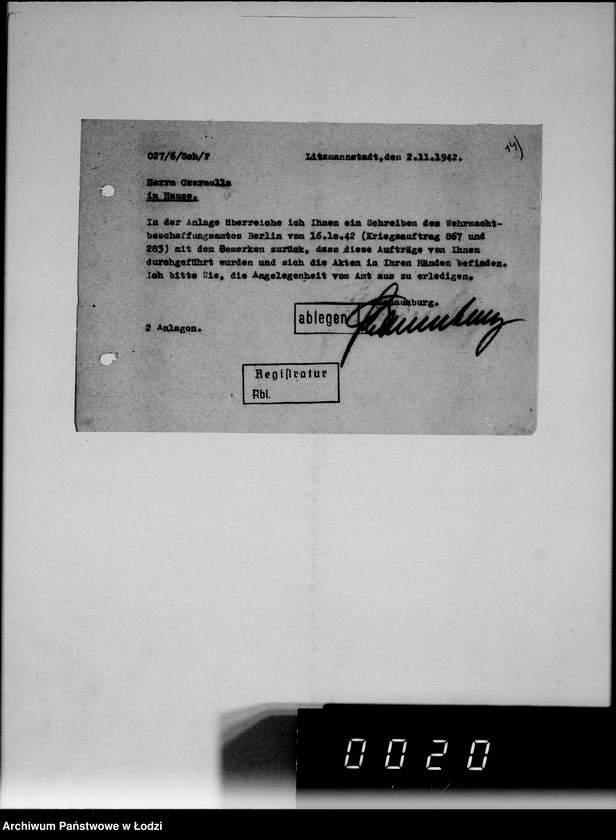 027/6/Sch/F
Litzmannstadt,den 2.11.1942.
14)
Herrn Czarnulla
im Hause.
In der Anlage überreiche ich Ihnen ein Schreiben des Wehrmacht-
beschaffungsamtes Berlin vom 16.10.42 (Kriegsauftrag 867 und
283) mit dem Bemerken zurück, dass diese Aufträge von Ihnen
durchgeführt wurden und sich die Akten in Ihren Händen befinden.
Ich bitte Sie, die Angelegenheit vom Amt aus zu erledigen.
Schaumburg.
ablegen
2 Anlagen.
Registratur
Abl.
0020
Archiwum Państwowe w Łodzi